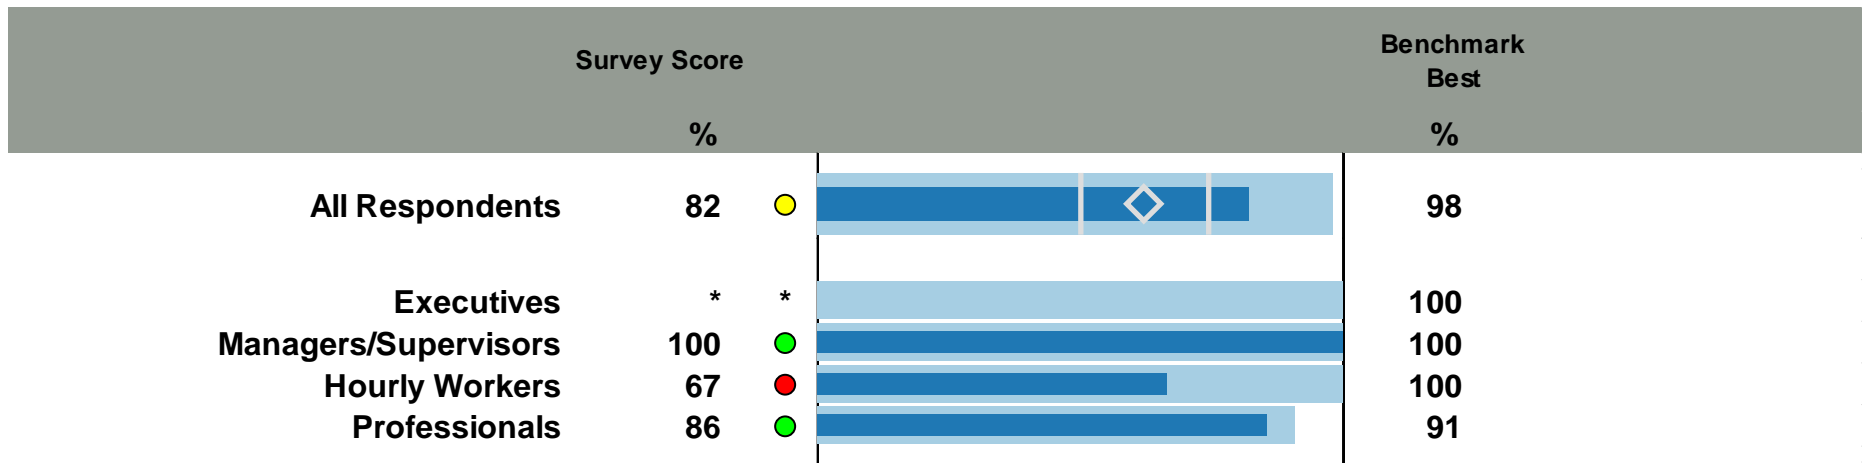 Survey Score
Benchmark
Best
% %
All Respondents 82 98
Executives * * 100
Managers/Supervisors 100 100
Hourly Workers 67 100
Professionals 86 91